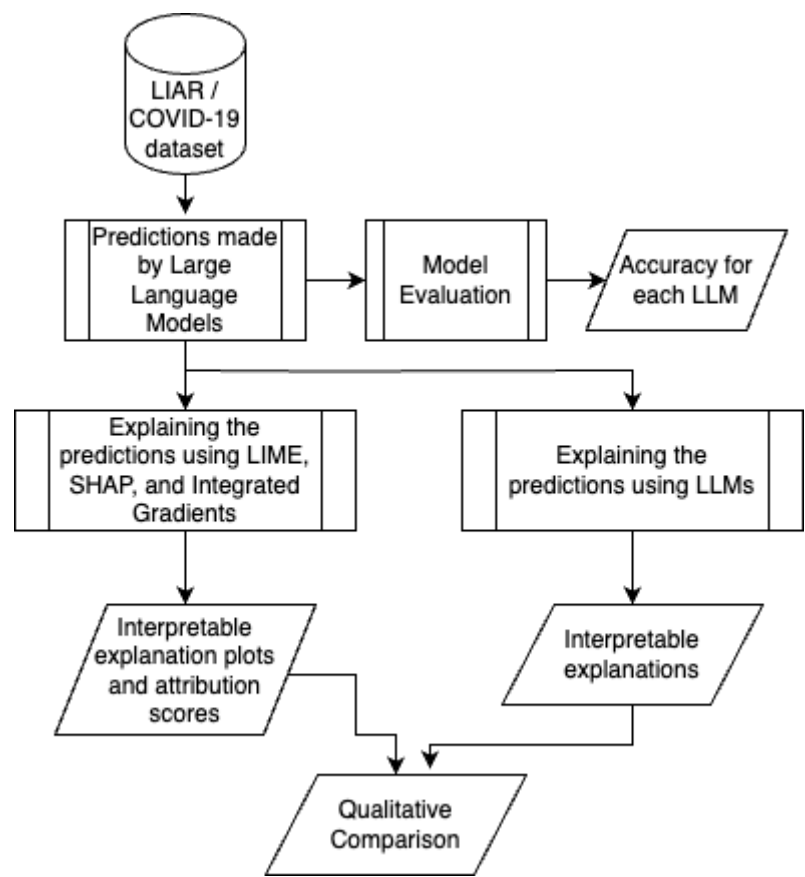 LIAR /
COVID-19
dataset
Predictions made
by Large
Language
Models
Model
Evaluation
Accuracy for
each LLM
Explaining the
predictions using LIME,
SHAP, and Integrated
Gradients
Explaining the
predictions using LLMs
Interpretable
explanation plots
and attribution
scores
Interpretable
explanations
Qualitative
Comparison